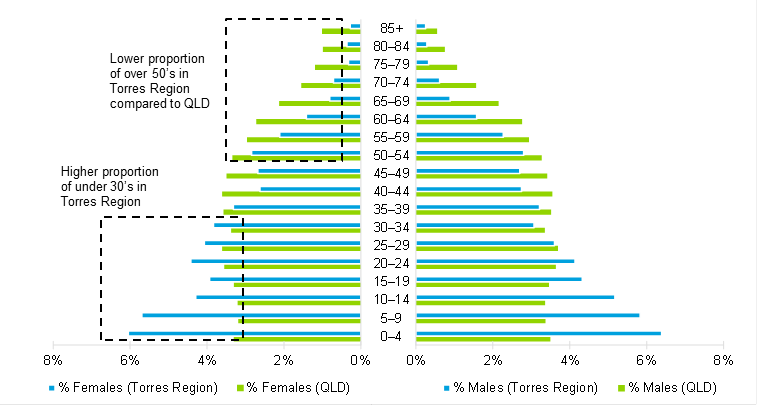 85+
80–84
75–79
70–74
65–69
60–64
55–59
50–54
45–49
40–44
35–39
30–34
25–29
20–24
15–19
10–14
5–9
0–4
Lower proportion
of over 50's in
Torres Region
compared to QLD
Higher proportion
of under 30's in
Torres Region
8% 6% 4% 2% 0% 0% 2% 4% 6% 8%
% Females (Torres Region) % Females (QLD) % Males (Torres Region) % Males (QLD)